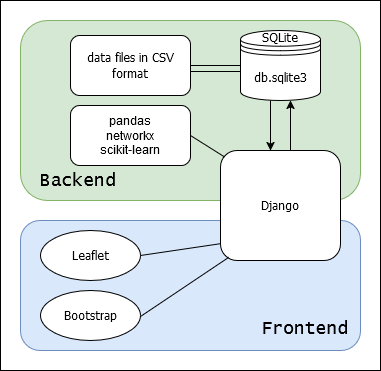 SQLite
data files in CSV
format
db.sqlite3
pandas
networkx
scikit-learn
Backend
Django
Leaflet
Bootstrap
Frontend